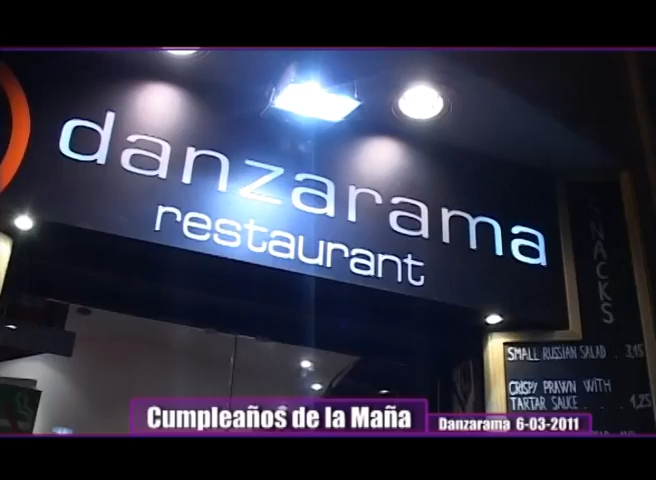 danzarama
restaurant
SNACKS
SMALL RUSSIAN SALAD . 3,15
CRISPY PRAWN WITH
TARTAR SAUCE . . 1,25
Cumpleaños de la Maña
Danzarama 6-03-2011